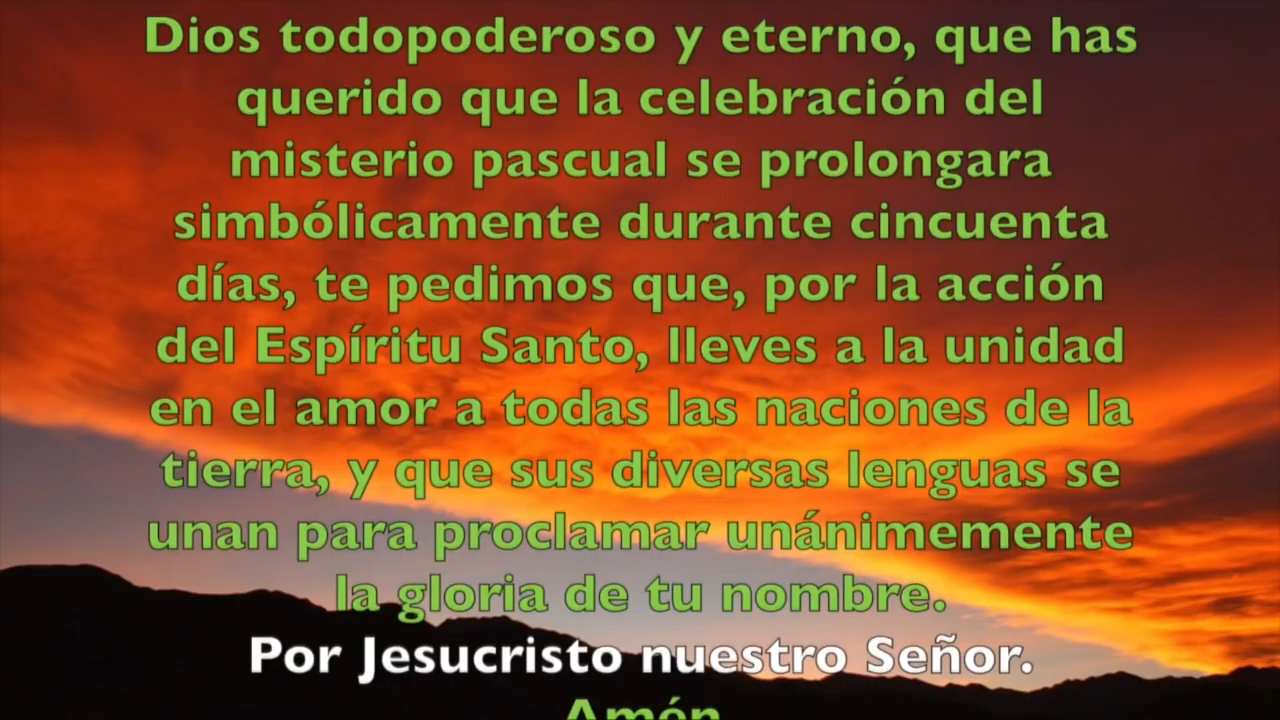 Dios todopoderoso y eterno, que has
querido que la celebración del
misterio pascual se prolongara
simbólicamente durante cincuenta
días, te pedimos que, por la acción
del Espíritu Santo, lleves a la unidad
en el amor a todas las naciones de la
tierra, y que sus diversas lenguas se
unan para proclamar unánimemente
la gloria de tu nombre.
Por Jesucristo nuestro Señor.
Amén